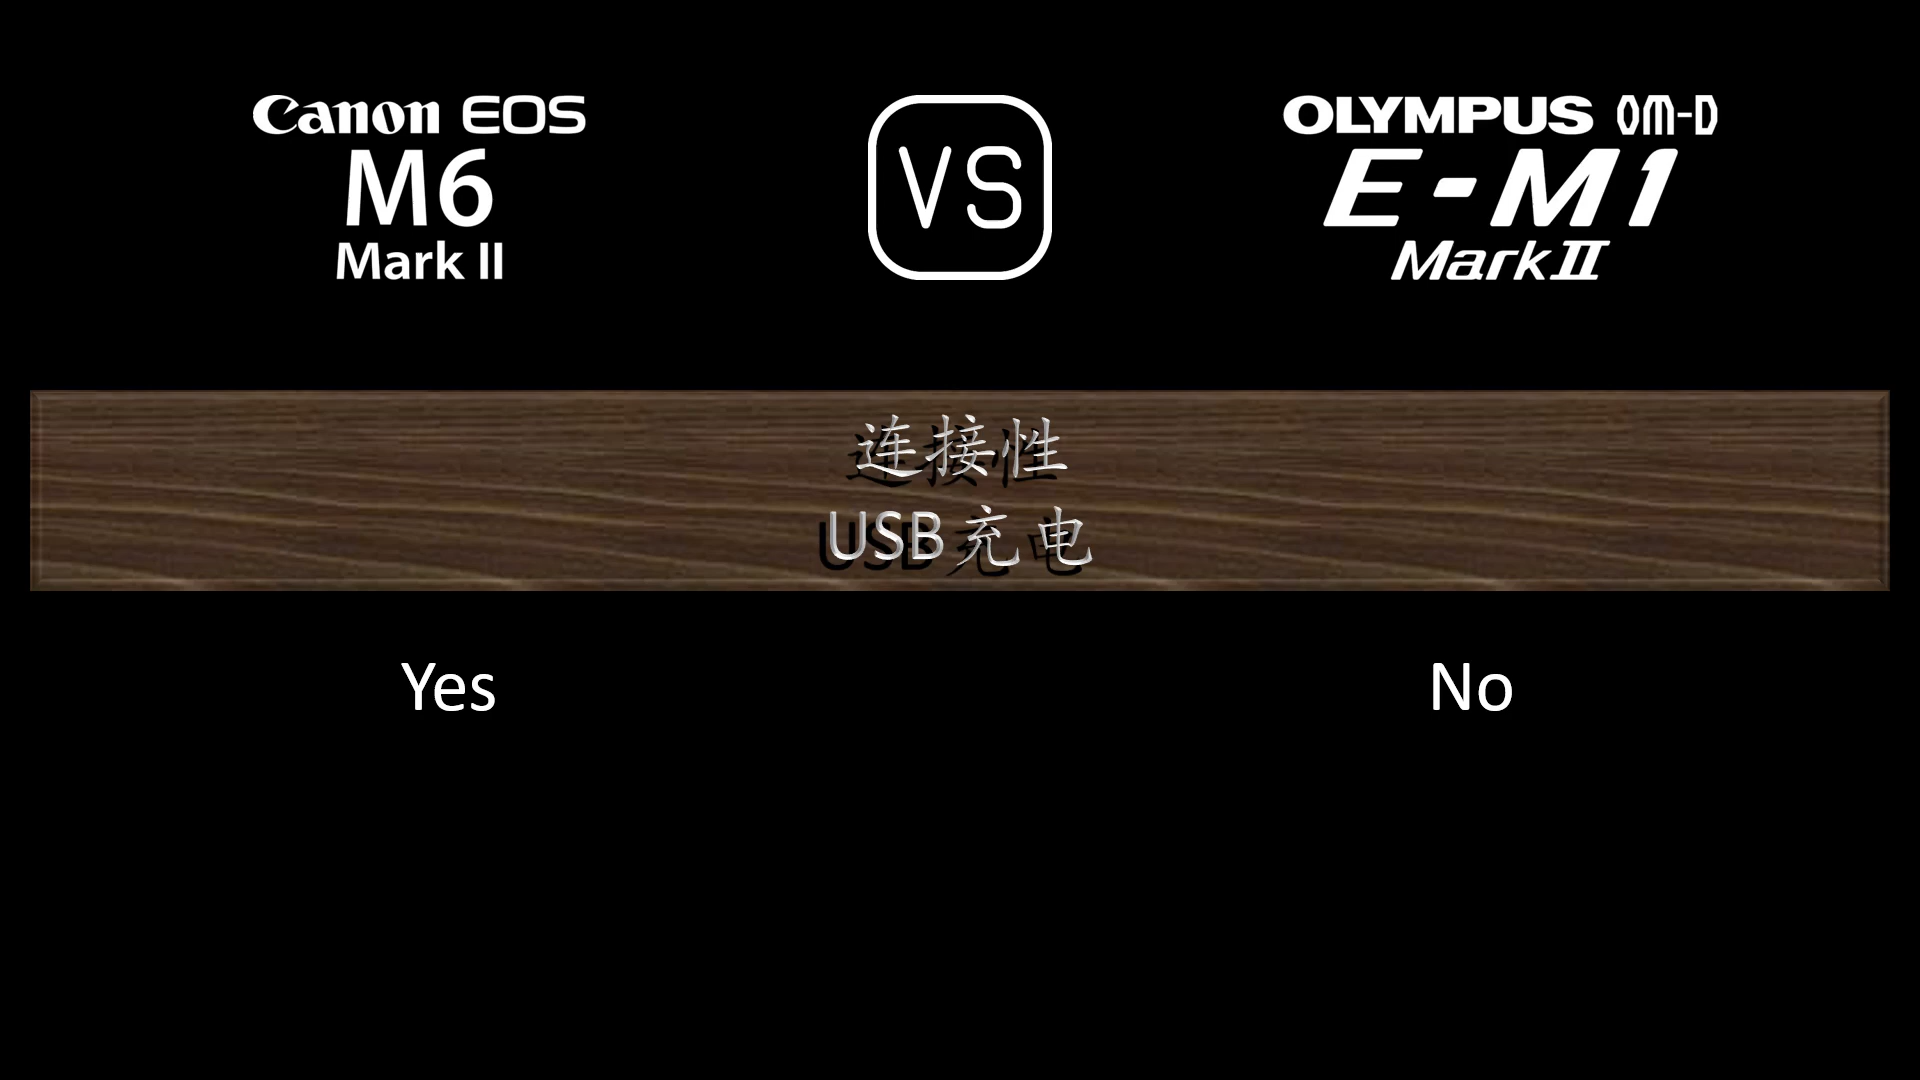 Canon EOS
M6
Mark II
VS
OLYMPUS OM-D
E-M1
Mark II
连接性
USB 充电
Yes
No